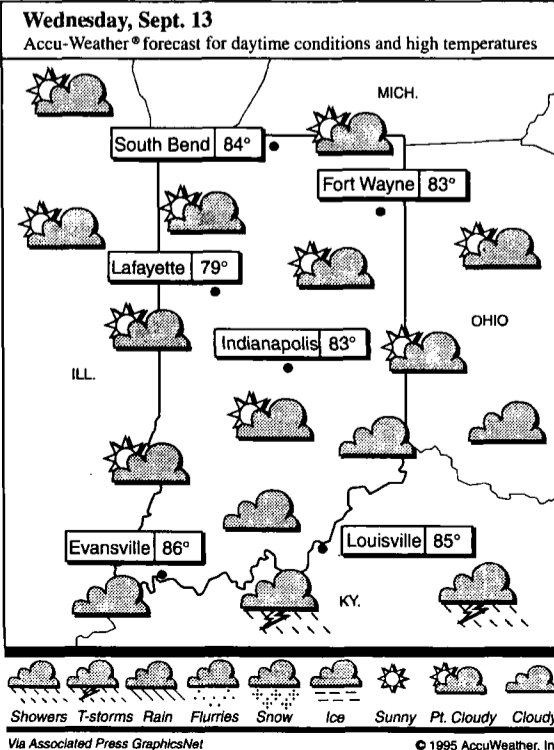 Wednesday, Sept. 13
Accu-Weather® forecast for daytime conditions and high temperatures
MICH.
South Bend 84°
Fort Wayne 83°
Lafayette 79°
OHIO
Indianapolis 83°
ILL.
Evansville 86°
Louisville 85°
KY.
Showers T-storms Rain Flurries Snow Ice Sunny Pt. Cloudy Cloudy
Via Associated Press GraphicsNet
© 1995 AccuWeather, In